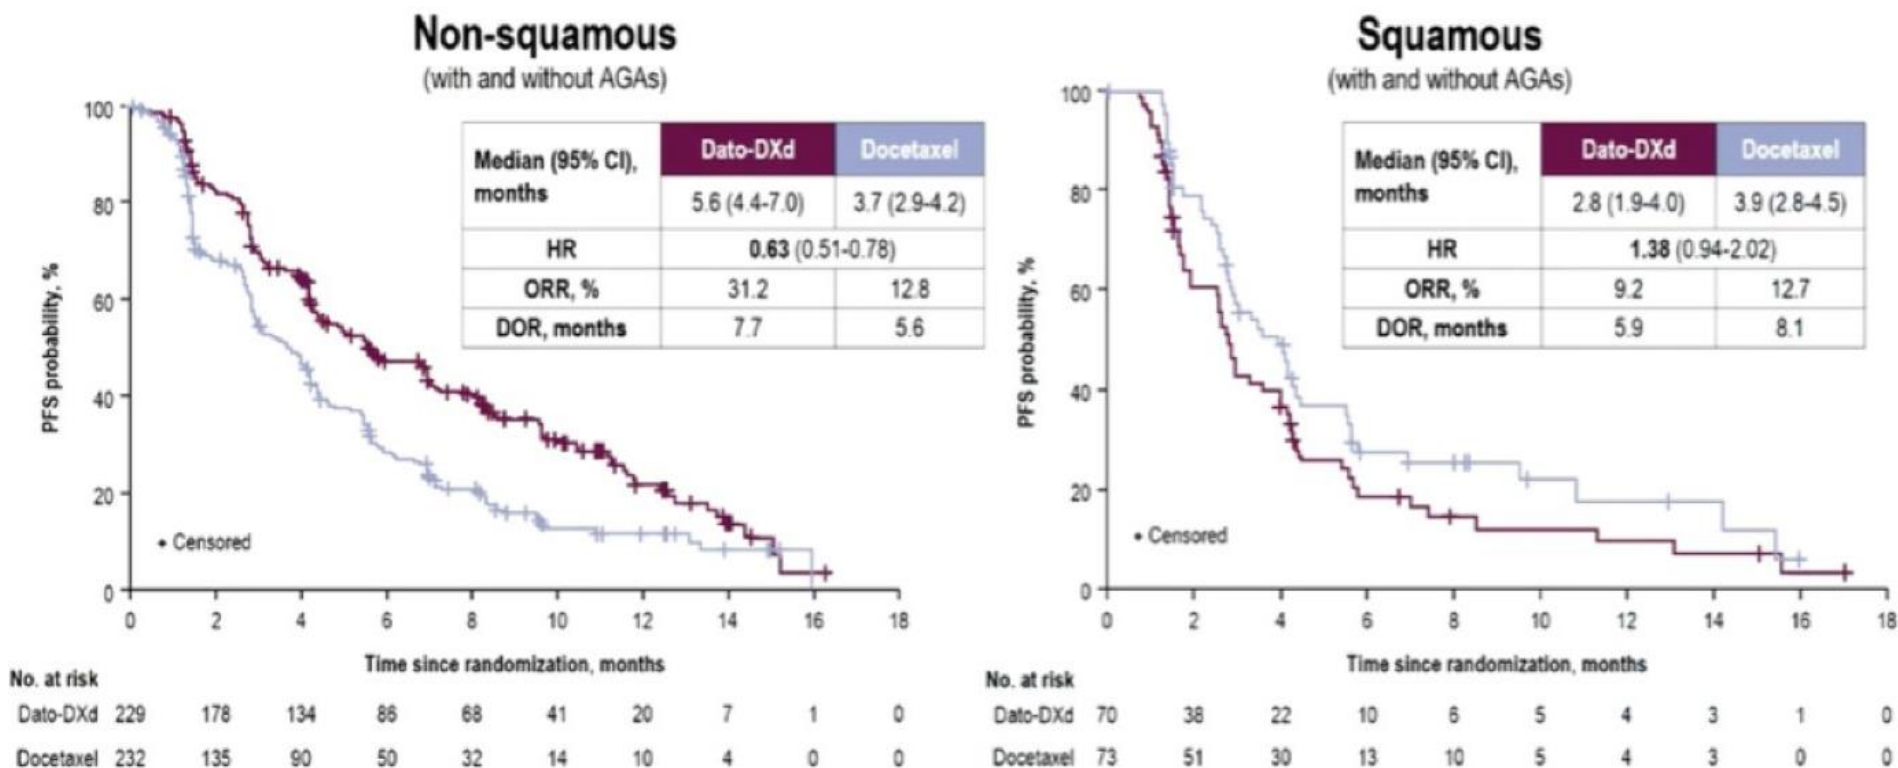 Non-squamous
(with and without AGAs)
Median (95% CI), months
Dato-DXd Docetaxel
5.6 (4.4-7.0) 3.7 (2.9-4.2)
HR 0.63 (0.51-0.78)
ORR, % 31.2 12.8
DOR, months 7.7 5.6
PFS probability, %
100
80
60
40
20
0
+ Censored
0 2 4 6 8 10 12 14 16 18
Time since randomization, months
No. at risk
Dato-DXd 229 178 134 86 68 41 20 7 1 0
Docetaxel 232 135 90 50 32 14 10 4 0 0
Squamous
(with and without AGAs)
Median (95% CI), months
Dato-DXd Docetaxel
2.8 (1.9-4.0) 3.9 (2.8-4.5)
HR 1.38 (0.94-2.02)
ORR, % 9.2 12.7
DOR, months 5.9 8.1
PFS probability, %
100
80
60
40
20
0
+ Censored
0 2 4 6 8 10 12 14 16 18
Time since randomization, months
No. at risk
Dato-DXd 70 38 22 10 6 5 4 3 1 0
Docetaxel 73 51 30 13 10 5 4 3 0 0